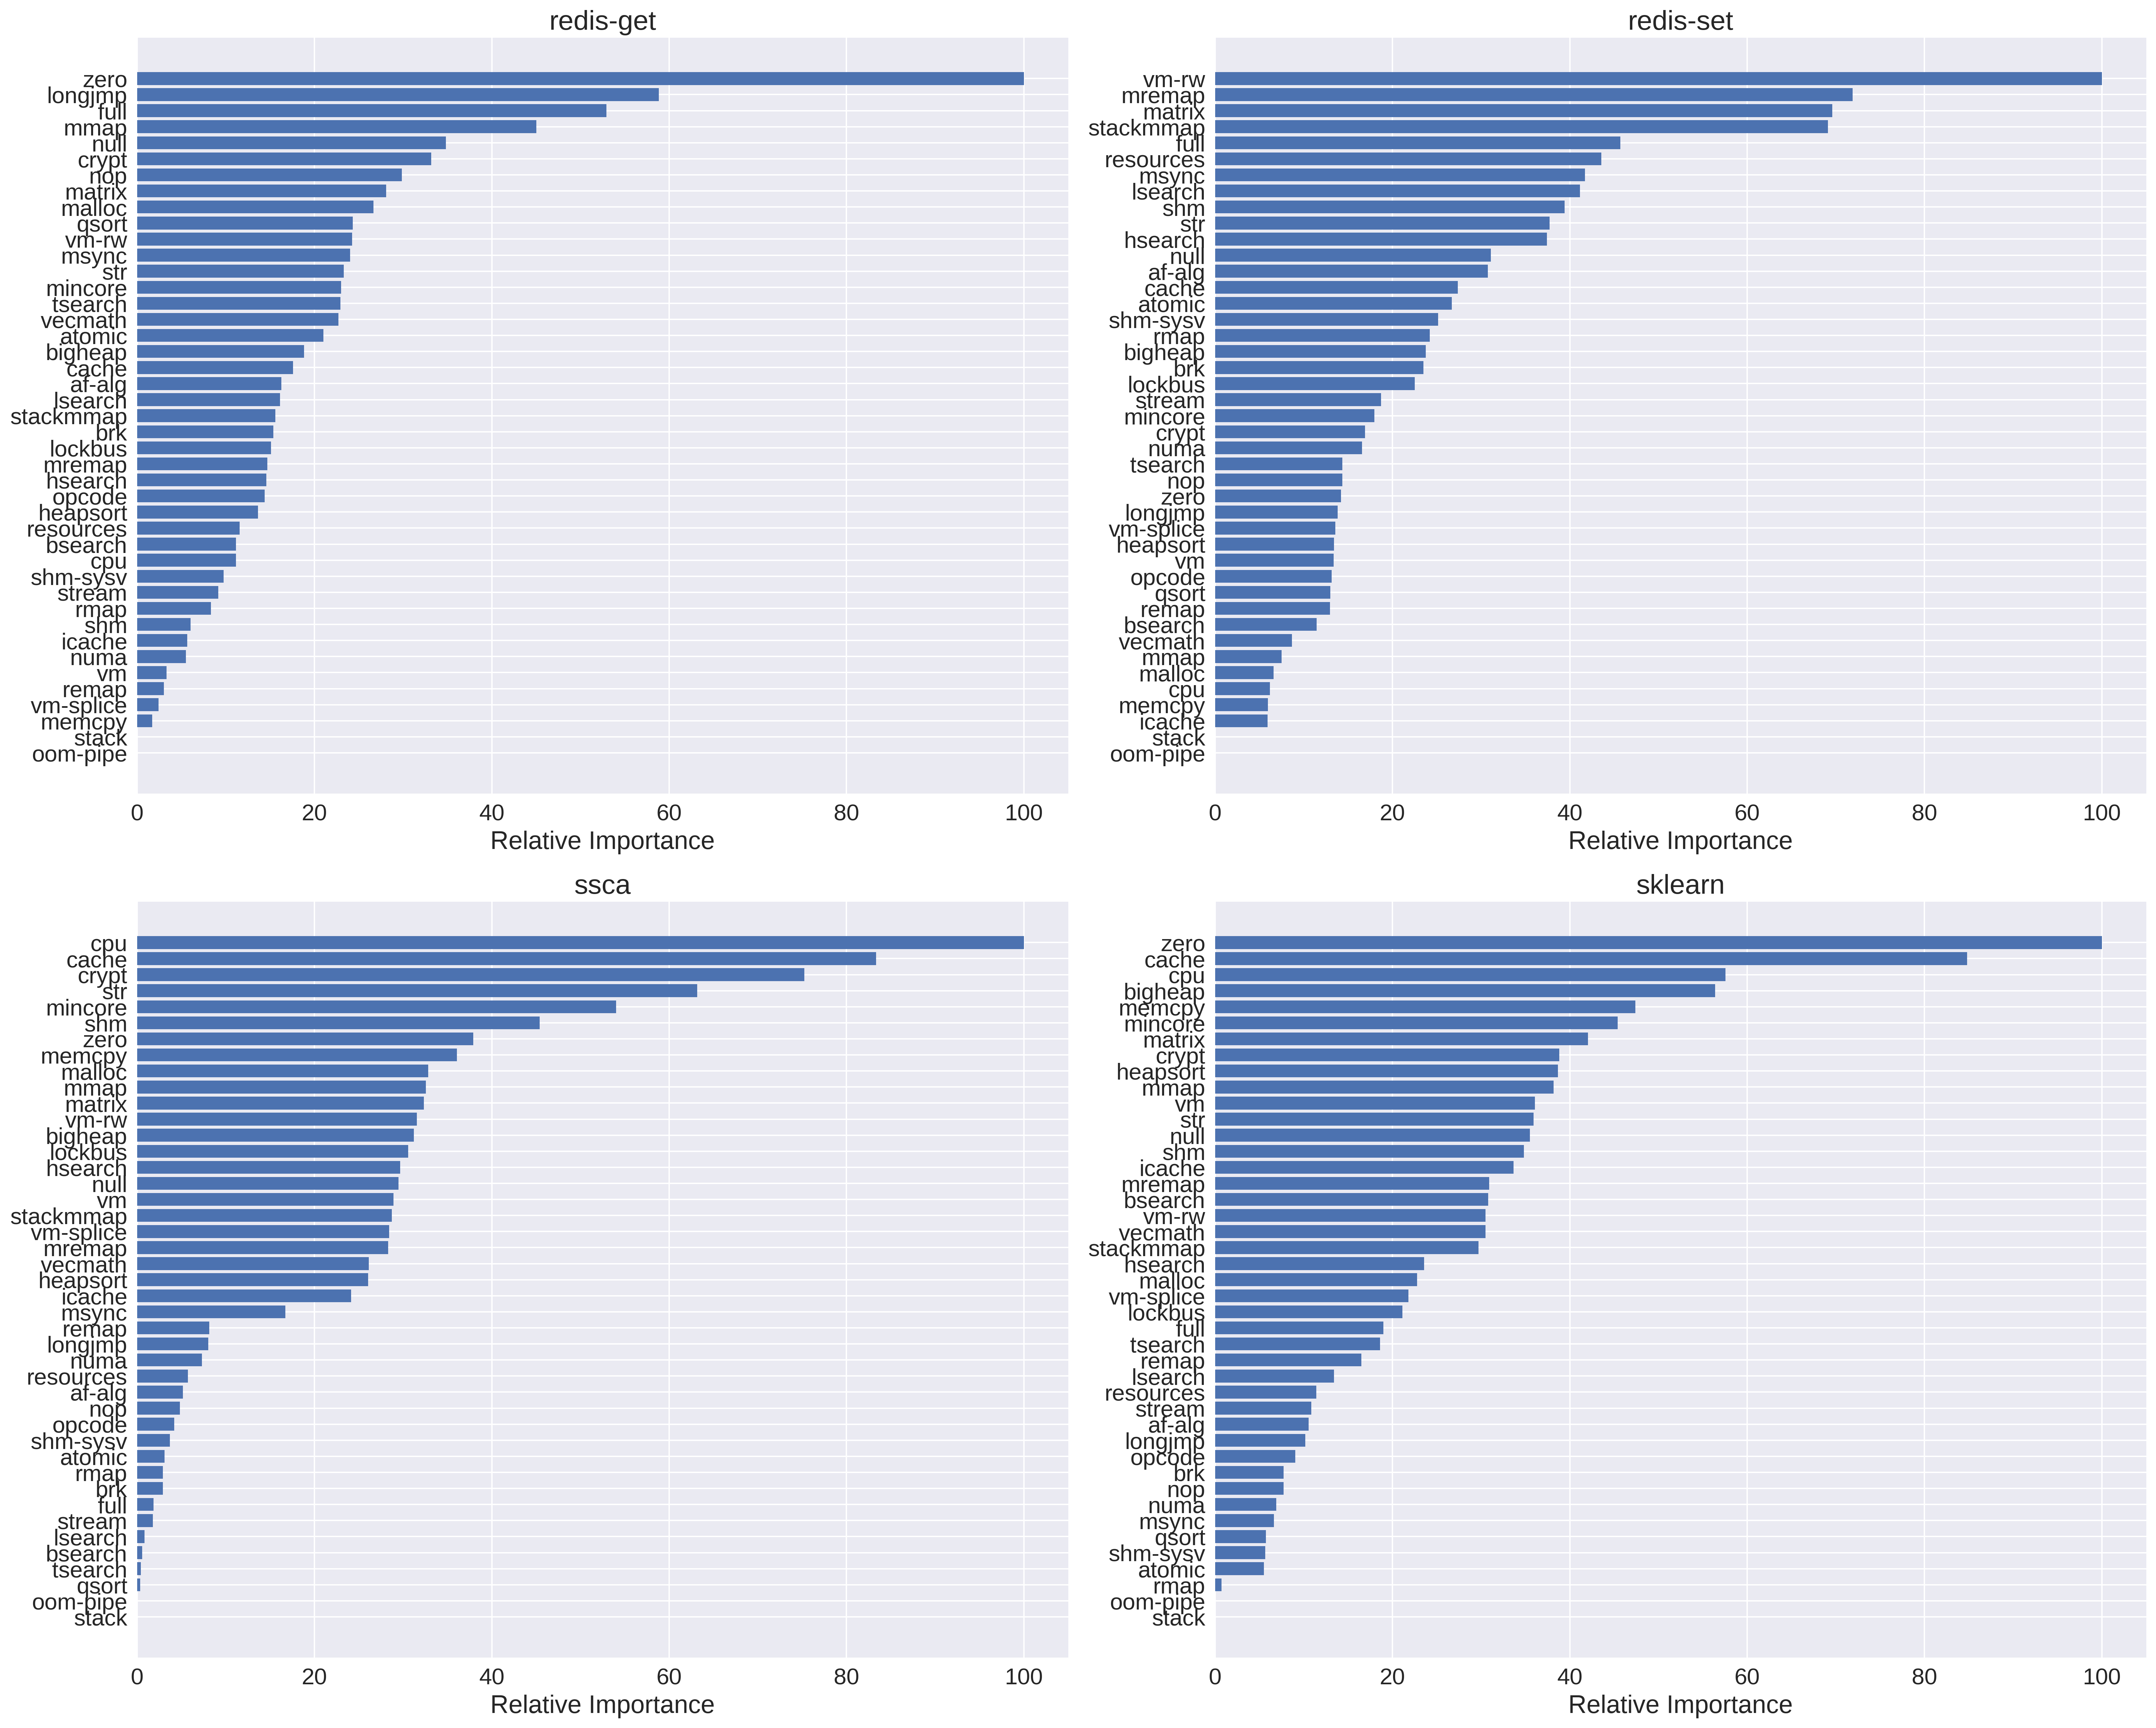 redis-get
zero
longjmp
full
mmap
null
crypt
nop
matrix
malloc
qsort
vm-rw
msync
str
mincore
tsearch
vecmath
atomic
bigheap
cache
af-alg
lsearch
stackmmap
brk
lockbus
mremap
hsearch
opcode
heapsort
resources
bsearch
cpu
shm-sysv
stream
rmap
shm
icache
numa
vm
remap
vm-splice
memcpy
stack
oom-pipe
0 20 40 60 80 100
Relative Importance
redis-set
vm-rw
mremap
matrix
stackmmap
full
resources
msync
lsearch
shm
str
hsearch
null
af-alg
cache
atomic
shm-sysv
rmap
bigheap
brk
lockbus
stream
mincore
crypt
numa
tsearch
nop
zero
longjmp
vm-splice
heapsort
vm
opcode
qsort
remap
bsearch
vecmath
mmap
malloc
cpu
memcpy
icache
stack
oom-pipe
0 20 40 60 80 100
Relative Importance
ssca
cpu
cache
crypt
str
mincore
shm
zero
memcpy
malloc
mmap
matrix
vm-rw
bigheap
lockbus
hsearch
null
vm
stackmmap
vm-splice
mremap
vecmath
heapsort
icache
msync
remap
longjmp
numa
resources
af-alg
nop
opcode
shm-sysv
atomic
rmap
brk
full
stream
lsearch
bsearch
tsearch
qsort
oom-pipe
stack
0 20 40 60 80 100
Relative Importance
sklearn
zero
cache
cpu
bigheap
memcpy
mincore
matrix
crypt
heapsort
mmap
vm
str
null
shm
icache
mremap
bsearch
vm-rw
vecmath
stackmmap
hsearch
malloc
vm-splice
lockbus
full
tsearch
remap
lsearch
resources
stream
af-alg
longjmp
opcode
brk
nop
numa
msync
qsort
shm-sysv
atomic
rmap
oom-pipe
stack
0 20 40 60 80 100
Relative Importance